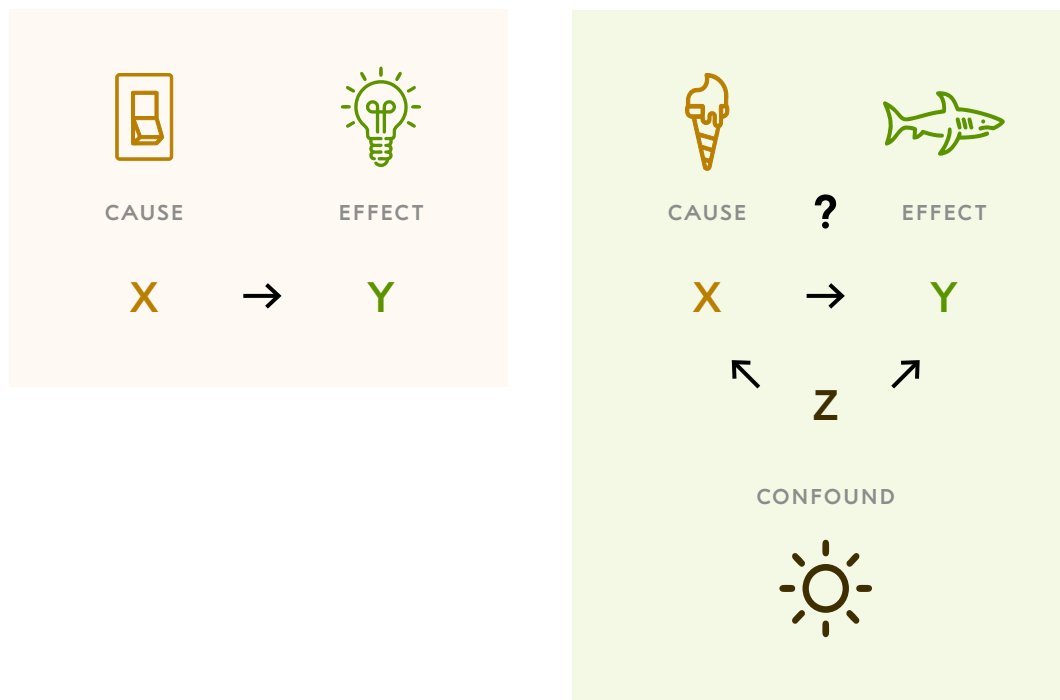 CAUSE EFFECT
X → Y
CAUSE ? EFFECT
X → Y
Z
CONFOUND